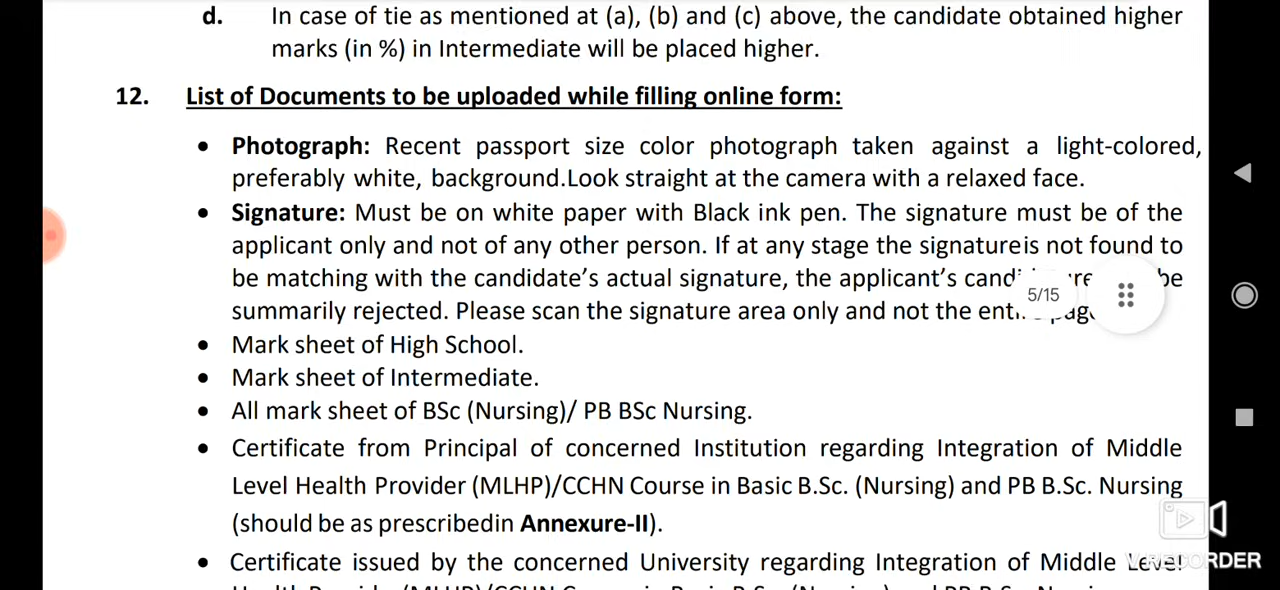 d. In case of tie as mentioned at (a), (b) and (c) above, the candidate obtained higher
marks (in %) in Intermediate will be placed higher.
12. List of Documents to be uploaded while filling online form:
• Photograph: Recent passport size color photograph taken against a light-colored,
preferably white, background.Look straight at the camera with a relaxed face.
• Signature: Must be on white paper with Black ink pen. The signature must be of the
applicant only and not of any other person. If at any stage the signatureis not found to
be matching with the candidate's actual signature, the applicant's be
summarily rejected. Please scan the signature area only and not the
5/15
• Mark sheet of High School.
• Mark sheet of Intermediate.
• All mark sheet of BSc (Nursing)/ PB BSc Nursing.
• Certificate from Principal of concerned Institution regarding Integration of Middle
Level Health Provider (MLHP)/CCHN Course in Basic B.Sc. (Nursing) and PB B.Sc. Nursing
(should be as prescribedin Annexure-II).
• Certificate issued by the concerned University regarding Integration of Middle Level
V RECORDER